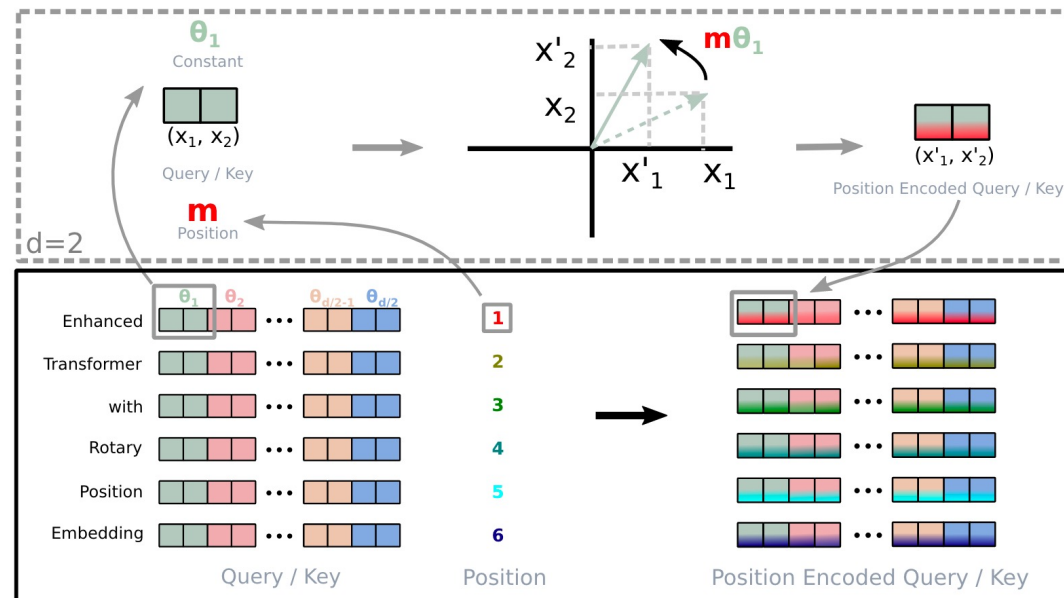 θ₁
Constant
(x₁, x₂)
Query / Key
m
Position
d=2
x'₂
x₂
x'₁ x₁
mθ₁
(x'₁, x'₂)
Position Encoded Query / Key
θ₁ θ₂ θd/2-1 θd/2
Enhanced ••• 1 •••
Transformer ••• 2 •••
with ••• 3 •••
Rotary ••• 4 •••
Position ••• 5 •••
Embedding ••• 6 •••
Query / Key Position Position Encoded Query / Key